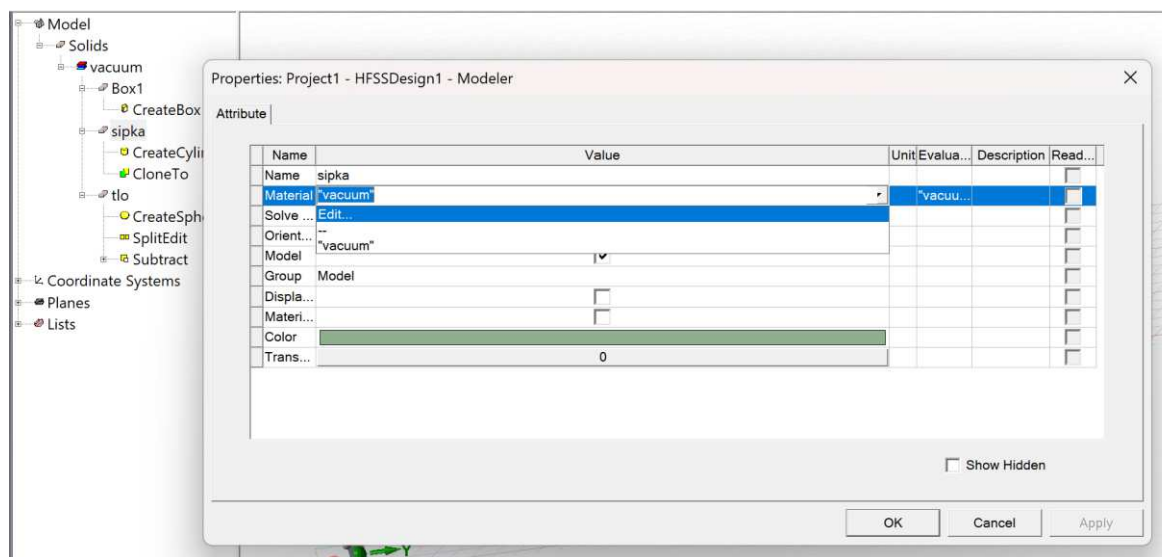 Model
Solids
vacuum
Box1
CreateBox
sipka
CreateCyli
CloneTo
tlo
CreateSph
SplitEdit
Subtract
Coordinate Systems
Planes
Lists
Properties: Project1 - HFSSDesign1 - Modeler
Attribute
Name Value Unit Evalua... Description Read...
Name sipka
Material "vacuum" "vacuu...
Solve ... Edit...
Orient... --
"vacuum"
Model
Group Model
Displa...
Materi...
Color
Trans... 0
Show Hidden
OK Cancel Apply
Y